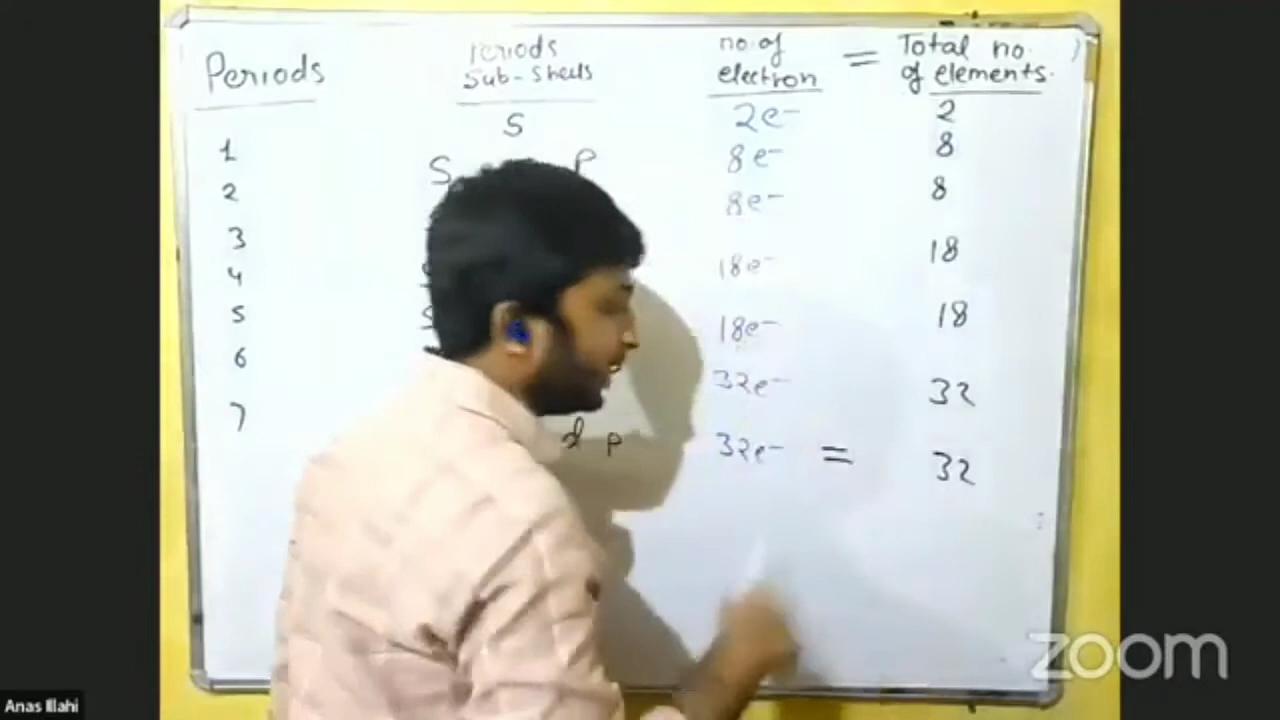 Periods
Periods
Sub-Shells
no. of
electron
=
Total no.
of elements.
1
S
2e-
2
2
S
P
8e-
8
3
8e-
8
4
18e-
18
5
18e-
18
6
32e-
32
7
d p
32e-
=
32
zoom
Anas Illahi